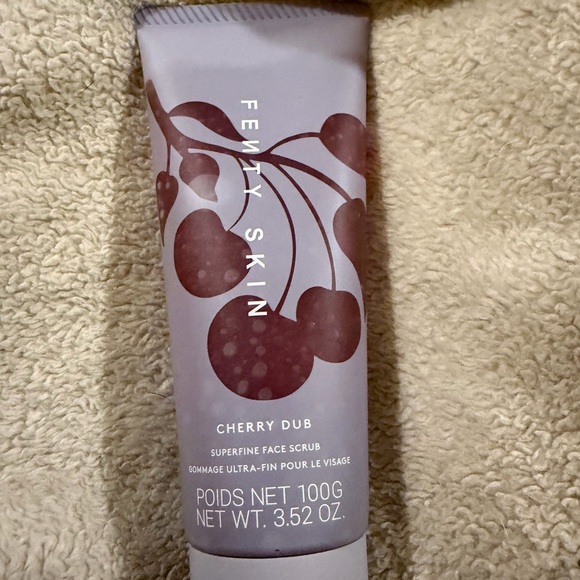 FEИTY SKIN
CHERRY DUB
SUPERFINE FACE SCRUB
GOMMAGE ULTRA-FIN POUR LE VISAGE
POIDS NET 100G
NET WT. 3.52 OZ.